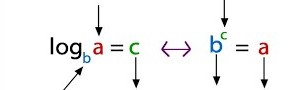 log_b a = c ↔ b^c = a